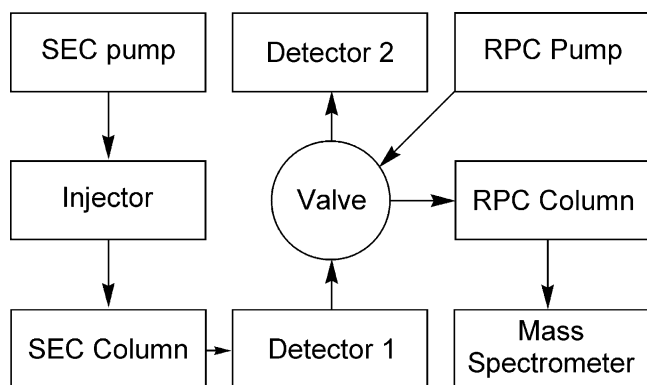 SEC pump
Detector 2
RPC Pump
Injector
Valve
RPC Column
SEC Column
Detector 1
Mass
Spectrometer